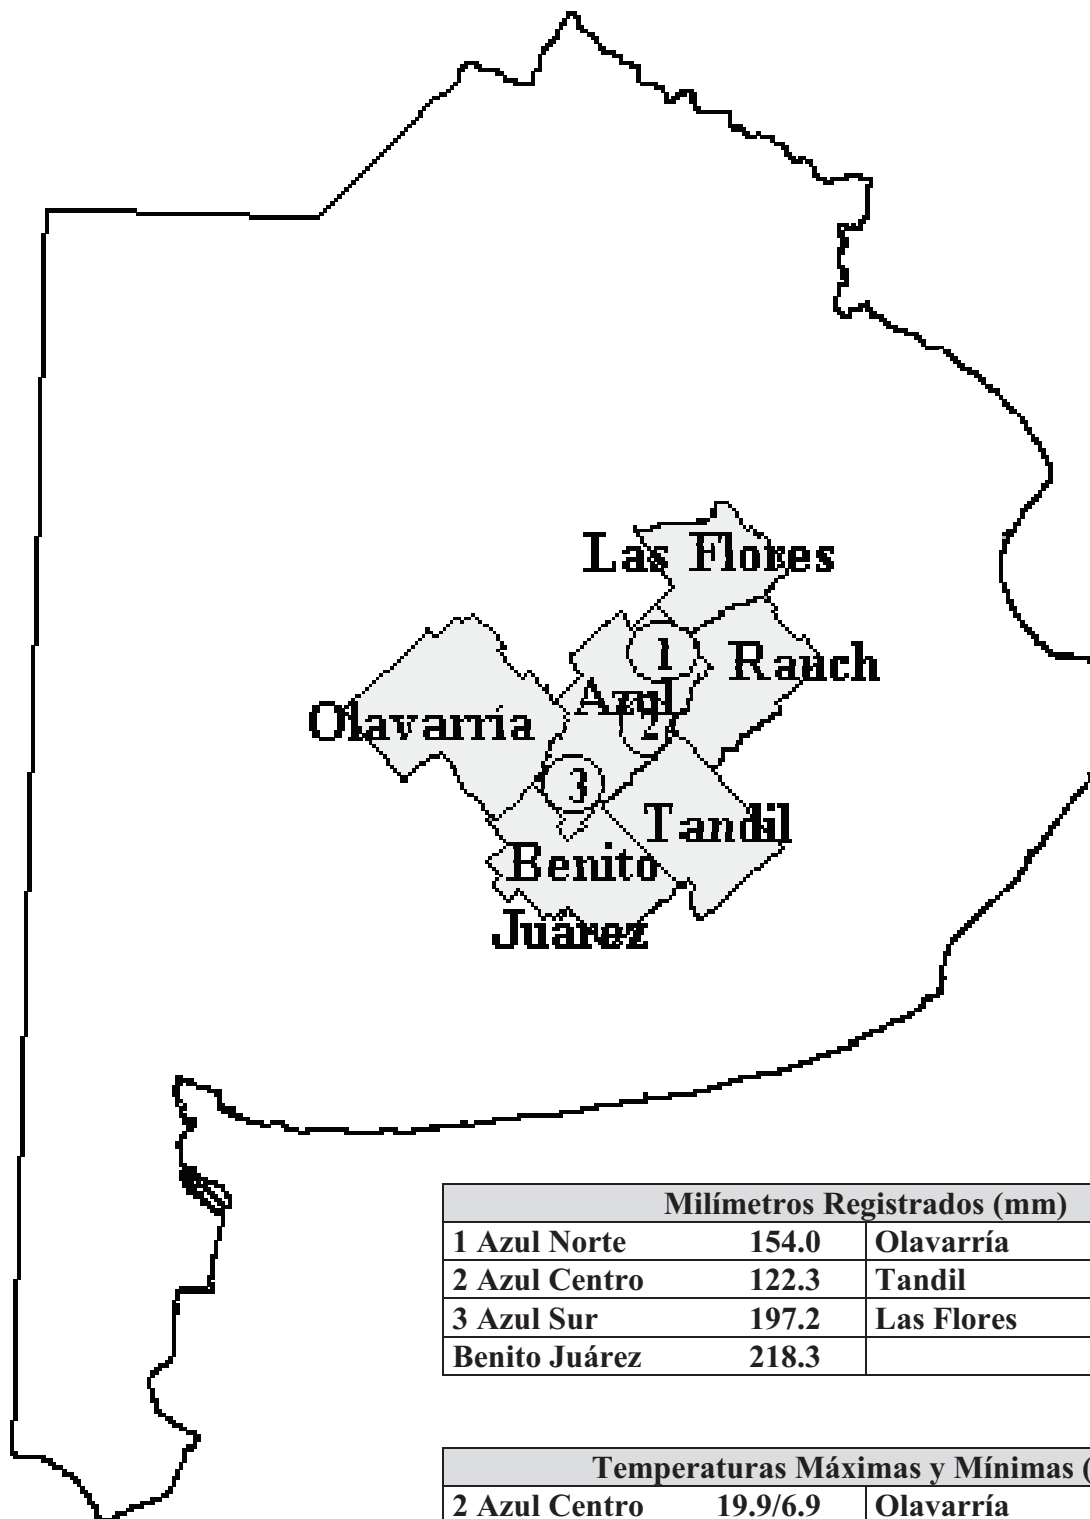 Las Flores
1
Rauch
Azul
Olavarría
2
3
Tandil
Benito
Juárez
Milímetros Registrados (mm)
1 Azul Norte 154.0 Olavarría
2 Azul Centro 122.3 Tandil
3 Azul Sur 197.2 Las Flores
Benito Juárez 218.3
Temperaturas Máximas y Mínimas (
2 Azul Centro 19.9/6.9 Olavarría